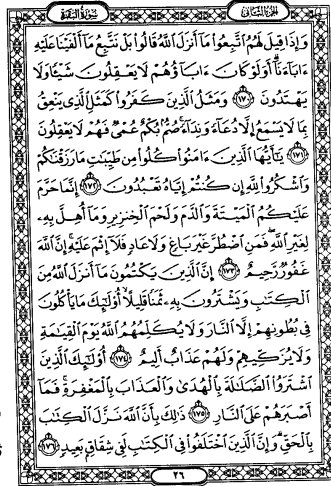 الجزء الثاني
سورة البقرة
وَإِذَا قِيلَ لَهُمُ ٱتَّبِعُوا۟ مَآ أَنزَلَ ٱللَّهُ قَالُوا۟ بَلْ نَتَّبِعُ مَآ أَلْفَيْنَا عَلَيْهِ
ءَابَآءَنَآ أَوَلَوْ كَانَ ءَابَآؤُهُمْ لَا يَعْقِلُونَ شَيْـًٔا وَلَا
يَهْتَدُونَ ١٧٠ وَمَثَلُ ٱلَّذِينَ كَفَرُوا۟ كَمَثَلِ ٱلَّذِى يَنْعِقُ
بِمَا لَا يَسْمَعُ إِلَّا دُعَآءً وَنِدَآءً صُمٌّۢ بُكْمٌ عُمْىٌ فَهُمْ لَا يَعْقِلُونَ
١٧١ يَـٰٓأَيُّهَا ٱلَّذِينَ ءَامَنُوا۟ كُلُوا۟ مِن طَيِّبَـٰتِ مَا رَزَقْنَـٰكُمْ
وَٱشْكُرُوا۟ لِلَّهِ إِن كُنتُمْ إِيَّاهُ تَعْبُدُونَ ١٧٢ إِنَّمَا حَرَّمَ
عَلَيْكُمُ ٱلْمَيْتَةَ وَٱلدَّمَ وَلَحْمَ ٱلْخِنزِيرِ وَمَآ أُهِلَّ بِهِۦ
لِغَيْرِ ٱللَّهِ فَمَنِ ٱضْطُرَّ غَيْرَ بَاغٍ وَلَا عَادٍ فَلَآ إِثْمَ عَلَيْهِ إِنَّ ٱللَّهَ
غَفُورٌ رَّحِيمٌ ١٧٣ إِنَّ ٱلَّذِينَ يَكْتُمُونَ مَآ أَنزَلَ ٱللَّهُ مِنَ
ٱلْكِتَـٰبِ وَيَشْتَرُونَ بِهِۦ ثَمَنًا قَلِيلًا أُو۟لَـٰٓئِكَ مَا يَأْكُلُونَ
فِى بُطُونِهِمْ إِلَّا ٱلنَّارَ وَلَا يُكَلِّمُهُمُ ٱللَّهُ يَوْمَ ٱلْقِيَـٰمَةِ
وَلَا يُزَكِّيهِمْ وَلَهُمْ عَذَابٌ أَلِيمٌ ١٧٤ أُو۟لَـٰٓئِكَ ٱلَّذِينَ
ٱشْتَرَوُا۟ ٱلضَّلَـٰلَةَ بِٱلْهُدَىٰ وَٱلْعَذَابَ بِٱلْمَغْفِرَةِ فَمَآ
أَصْبَرَهُمْ عَلَى ٱلنَّارِ ١٧٥ ذَٰلِكَ بِأَنَّ ٱللَّهَ نَزَّلَ ٱلْكِتَـٰبَ
بِٱلْحَقِّ وَإِنَّ ٱلَّذِينَ ٱخْتَلَفُوا۟ فِى ٱلْكِتَـٰبِ لَفِى شِقَاقٍۭ بَعِيدٍ ١٧٦
٢٦